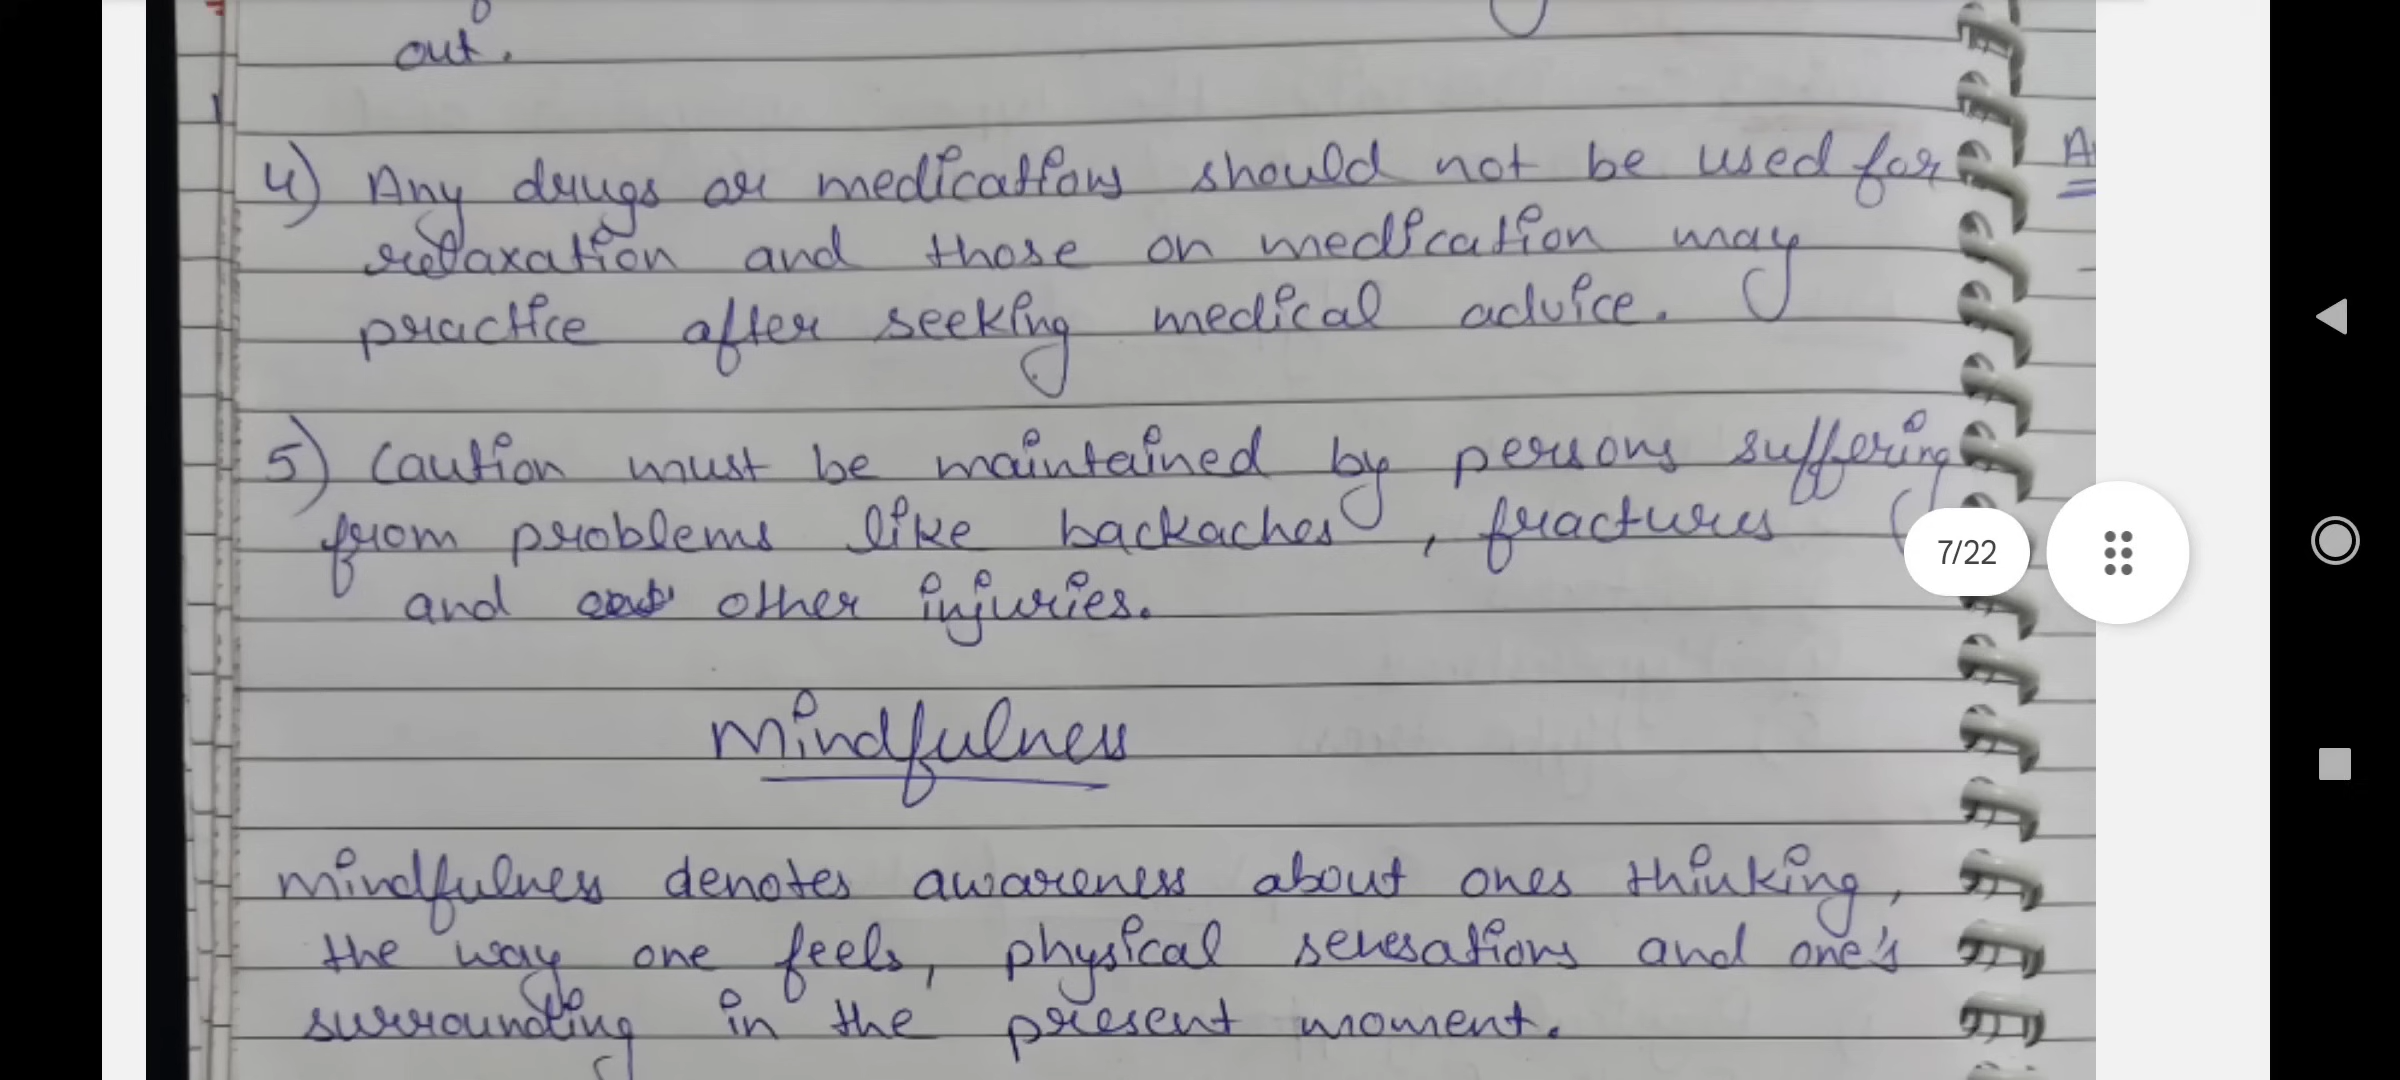 out.
4) Any drugs or medications should not be used for
relaxation and those on medication may
practice after seeking medical advice.
5) Caution must be maintained by persons suffering
from problems like backaches, fractures
7/22
and other injuries.
Mindfulness
Mindfulness denotes awareness about ones thinking,
the way one feels, physical sensations and one's
surrounding in the present moment.